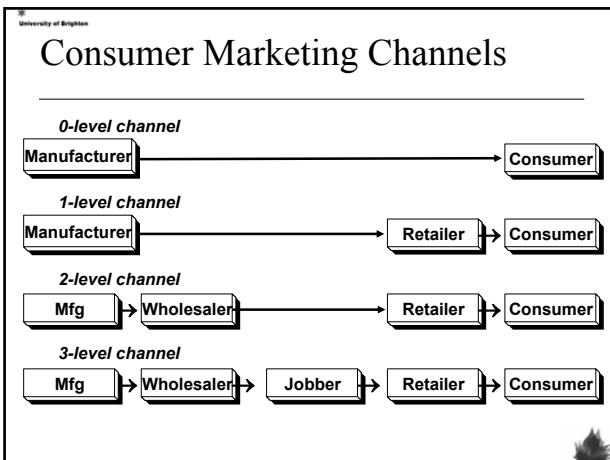 University of Brighton
Consumer Marketing Channels
0-level channel
Manufacturer Consumer
1-level channel
Manufacturer Retailer Consumer
2-level channel
Mfg Wholesaler Retailer Consumer
3-level channel
Mfg Wholesaler Jobber Retailer Consumer